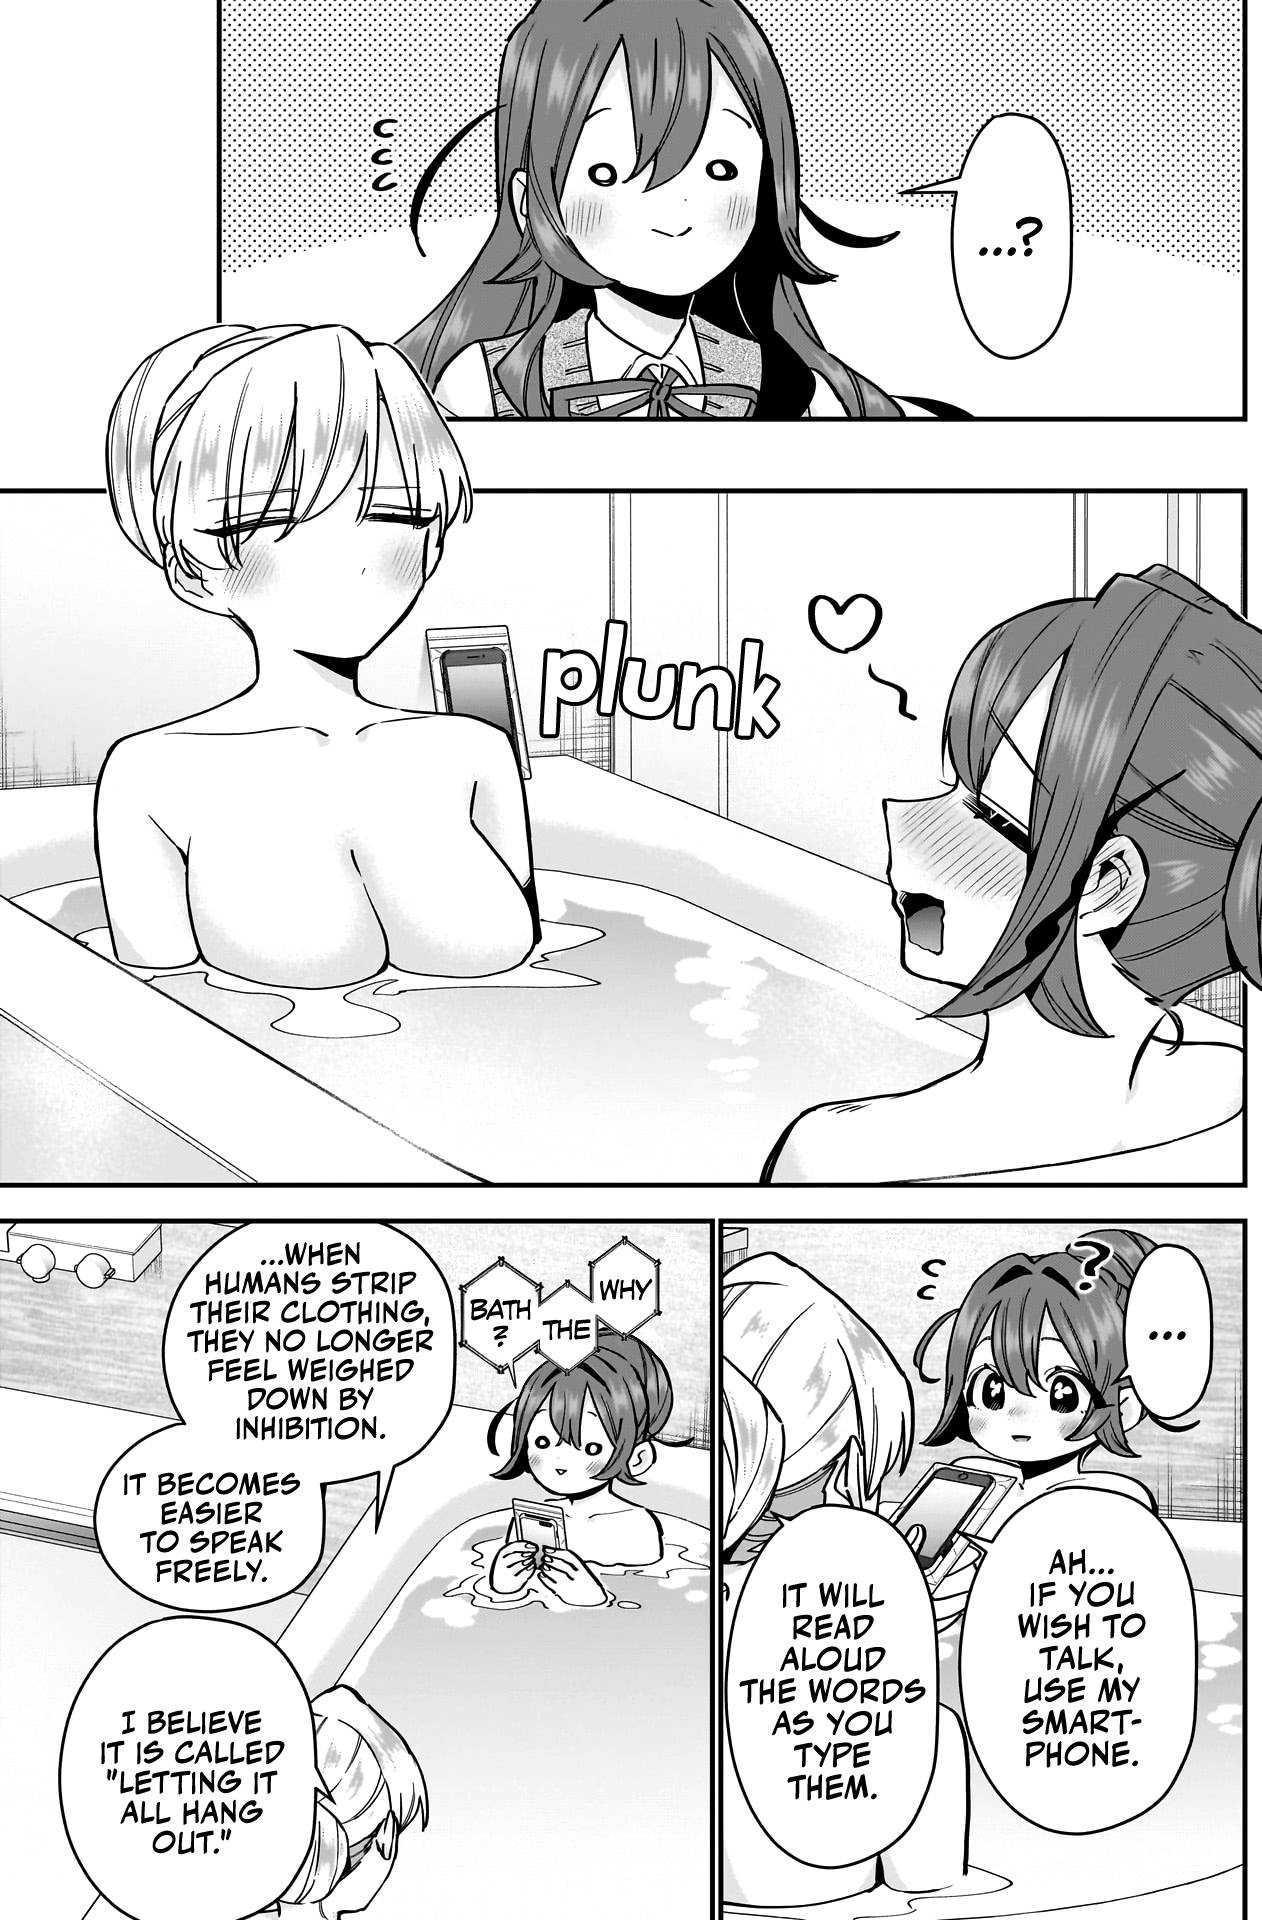 ...?
plunk
...
?
AH...
IF YOU
WISH TO
TALK,
USE MY
SMART-
PHONE.
IT WILL
READ
ALOUD
THE WORDS
AS YOU
TYPE
THEM.
WHY
THE
BATH
?
...WHEN
HUMANS STRIP
THEIR CLOTHING,
THEY NO LONGER
FEEL WEIGHED
DOWN BY
INHIBITION.
IT BECOMES
EASIER
TO SPEAK
FREELY.
I BELIEVE
IT IS CALLED
"LETTING IT
ALL HANG
OUT."